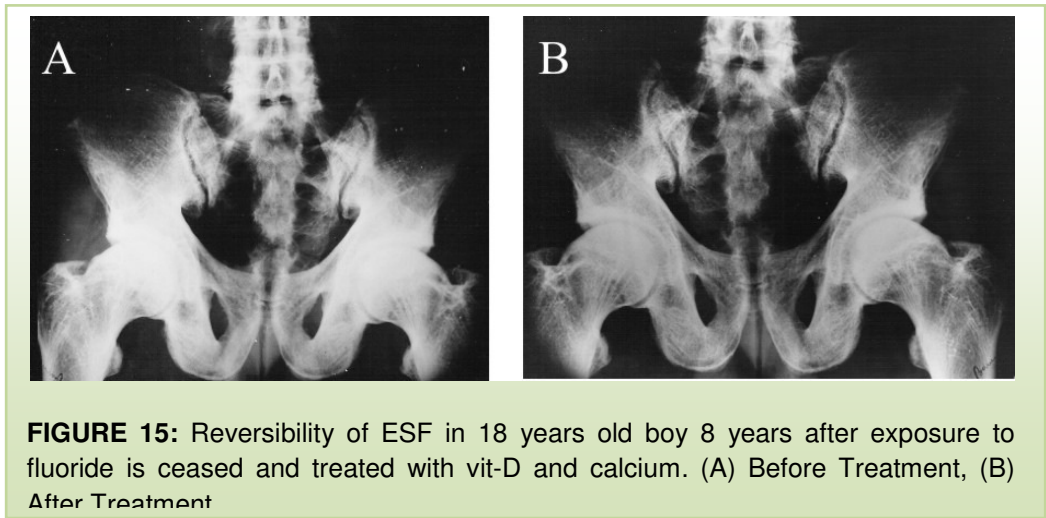 A
B
FIGURE 15: Reversibility of ESF in 18 years old boy 8 years after exposure to
fluoride is ceased and treated with vit-D and calcium. (A) Before Treatment, (B)
After Treatment